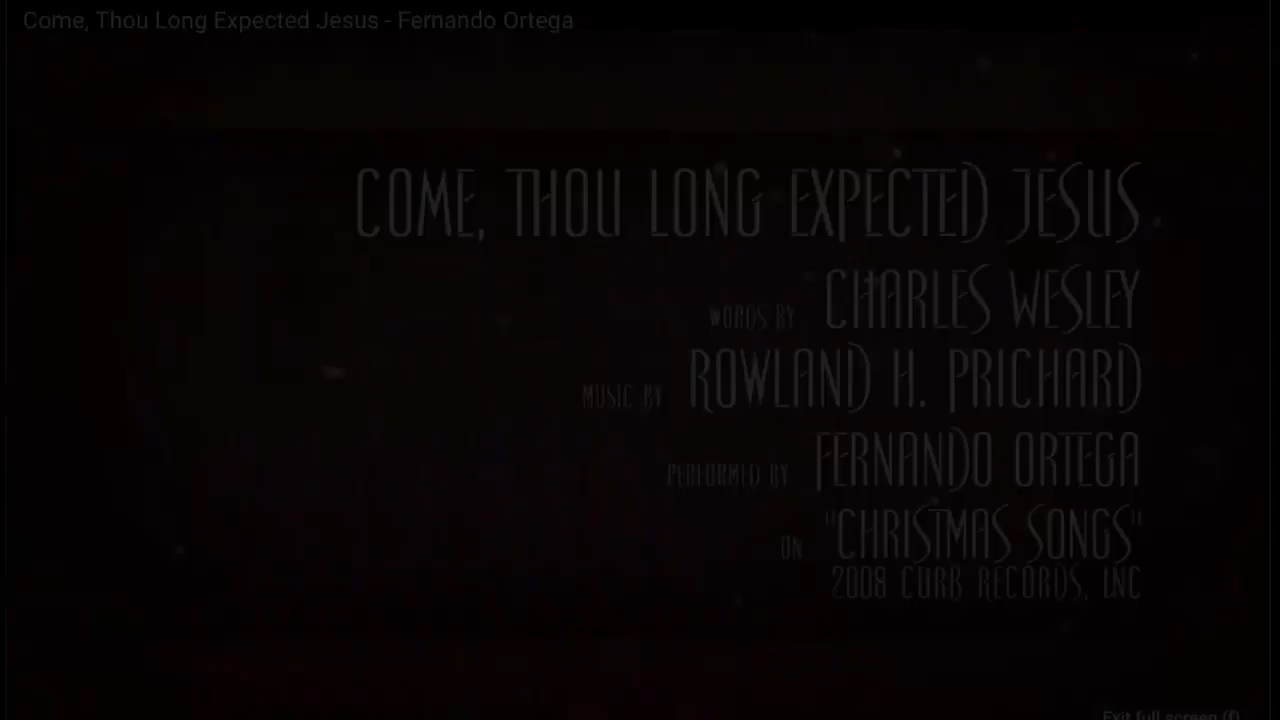 Come, Thou Long Expected Jesus - Fernando Ortega
COME, THOU LONG EXPECTED JESUS
WORDS BY CHARLES WESLEY
MUSIC BY ROWLAND H. PRICHARD
PERFORMED BY FERNANDO ORTEGA
ON "CHRISTMAS SONGS"
2008 CURB RECORDS, INC
Exit full screen (f)